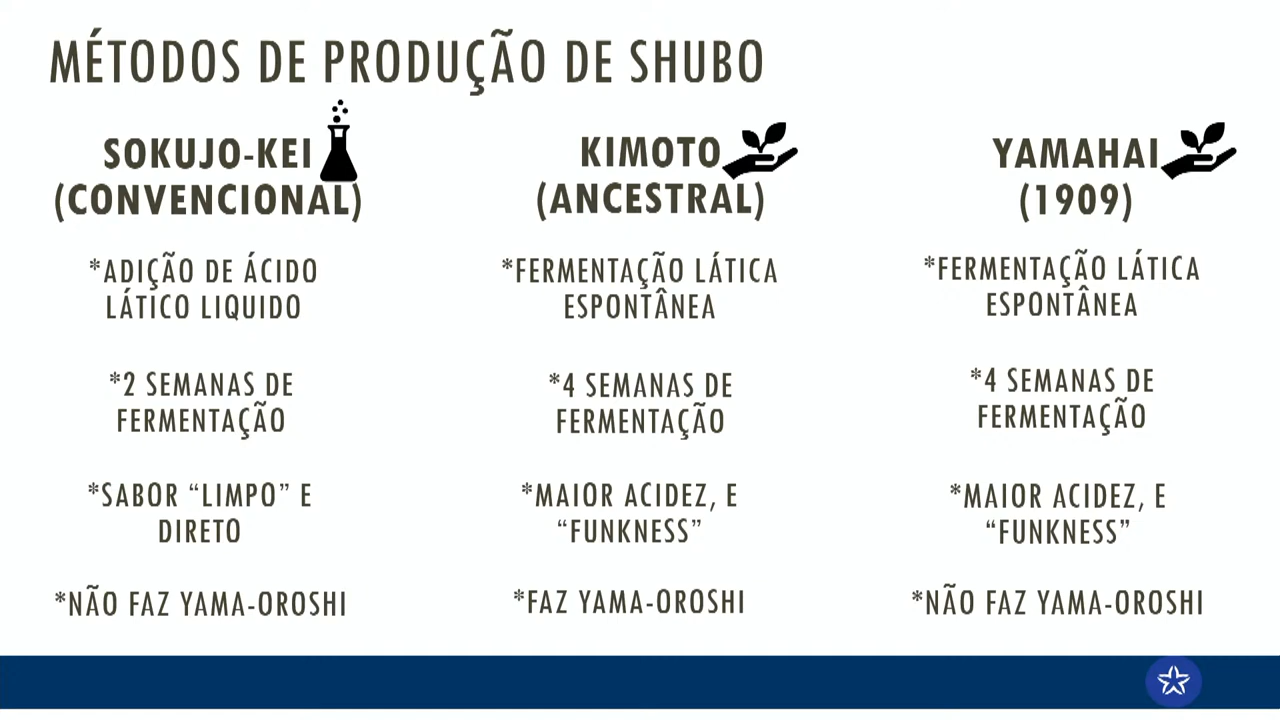 MÉTODOS DE PRODUÇÃO DE SHUBO
SOKUJO-KEI
(CONVENCIONAL)
*ADIÇÃO DE ÁCIDO
LÁTICO LIQUIDO
*2 SEMANAS DE
FERMENTAÇÃO
*SABOR “LIMPO” E
DIRETO
*NÃO FAZ YAMA-OROSHI
KIMOTO
(ANCESTRAL)
*FERMENTAÇÃO LÁTICA
ESPONTÂNEA
*4 SEMANAS DE
FERMENTAÇÃO
*MAIOR ACIDEZ, E
“FUNKNESS”
*FAZ YAMA-OROSHI
YAMAHAI
(1909)
*FERMENTAÇÃO LÁTICA
ESPONTÂNEA
*4 SEMANAS DE
FERMENTAÇÃO
*MAIOR ACIDEZ, E
“FUNKNESS”
*NÃO FAZ YAMA-OROSHI